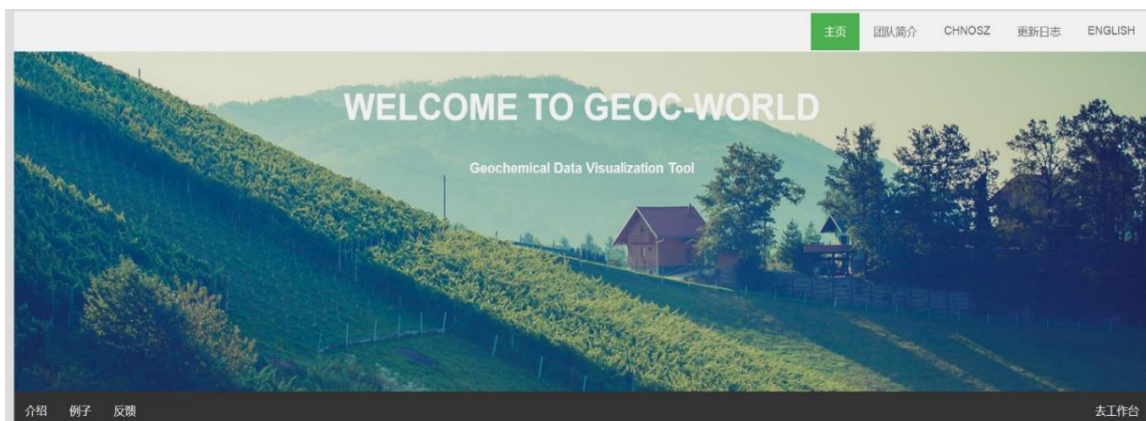 主页 团队简介 CHNOSZ 更新日志 ENGLISH
WELCOME TO GEOC-WORLD
Geochemical Data Visualization Tool
介绍 例子 反馈 去工作台